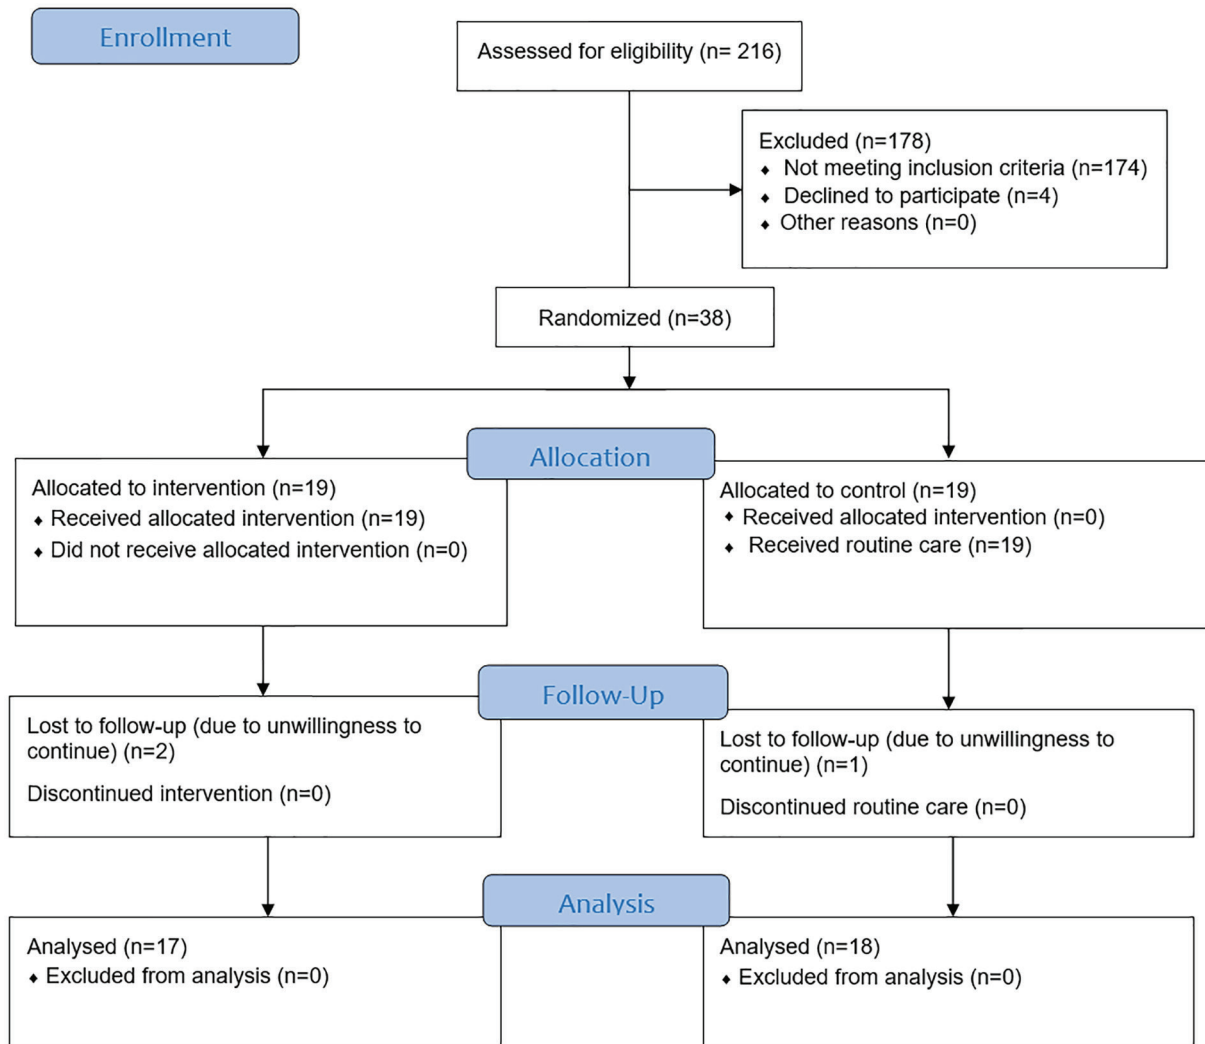 Enrollment
Assessed for eligibility (n= 216)
Excluded (n=178)
⬧ Not meeting inclusion criteria (n=174)
⬧ Declined to participate (n=4)
⬧ Other reasons (n=0)
Randomized (n=38)
Allocation
Allocated to intervention (n=19)
⬧ Received allocated intervention (n=19)
⬧ Did not receive allocated intervention (n=0)
Allocated to control (n=19)
⬧ Received allocated intervention (n=0)
⬧ Received routine care (n=19)
Follow-Up
Lost to follow-up (due to unwillingness to
continue) (n=2)
Discontinued intervention (n=0)
Lost to follow-up (due to unwillingness to
continue) (n=1)
Discontinued routine care (n=0)
Analysis
Analysed (n=17)
⬧ Excluded from analysis (n=0)
Analysed (n=18)
⬧ Excluded from analysis (n=0)